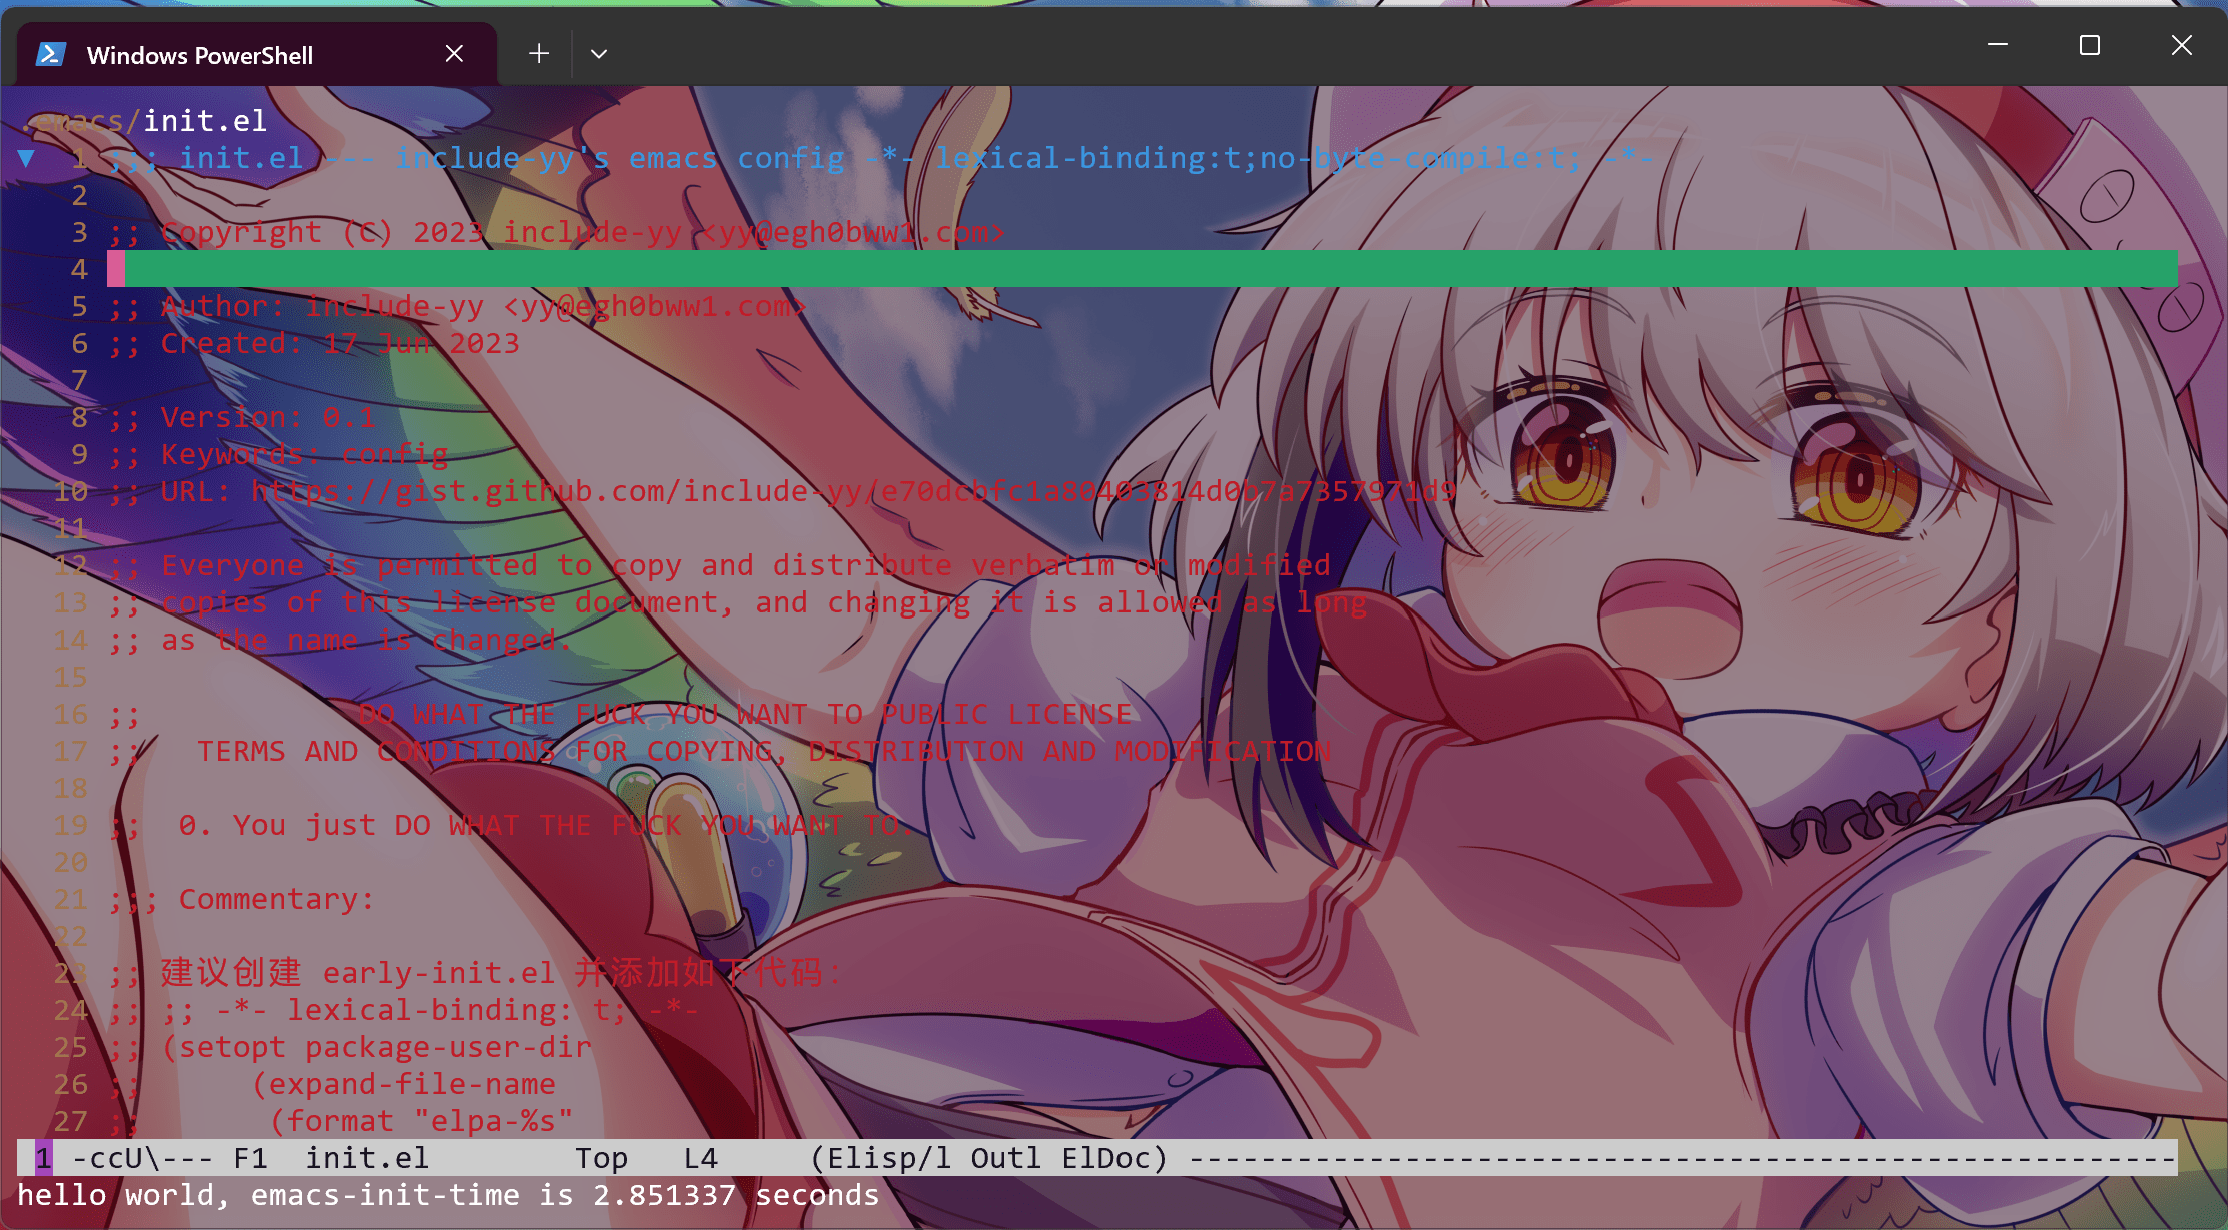 Windows PowerShell
.emacs/init.el
▼ 1 ;;; init.el --- include-yy's emacs config -*- lexical-binding:t;no-byte-compile:t; -*-
2
3 ;; Copyright (C) 2023 include-yy <yy@egh0bww1.com>
4
5 ;; Author: include-yy <yy@egh0bww1.com>
6 ;; Created: 17 Jun 2023
7
8 ;; Version: 0.1
9 ;; Keywords: config
10 ;; URL: https://gist.github.com/include-yy/e70dcbfc1a80403814d0b7a7357971d9
11
12 ;; Everyone is permitted to copy and distribute verbatim or modified
13 ;; copies of this license document, and changing it is allowed as long
14 ;; as the name is changed.
15
16 ;;            DO WHAT THE FUCK YOU WANT TO PUBLIC LICENSE
17 ;;   TERMS AND CONDITIONS FOR COPYING, DISTRIBUTION AND MODIFICATION
18
19 ;;  0. You just DO WHAT THE FUCK YOU WANT TO.
20
21 ;;; Commentary:
22
23 ;; 建议创建 early-init.el 并添加如下代码:
24 ;; ;; -*- lexical-binding: t; -*-
25 ;; (setopt package-user-dir
26 ;;      (expand-file-name
27 ;;       (format "elpa-%s"
1 -ccU\--- F1  init.el        Top   L4     (Elisp/l Outl ElDoc) -------------------------------------------------------
hello world, emacs-init-time is 2.851337 seconds